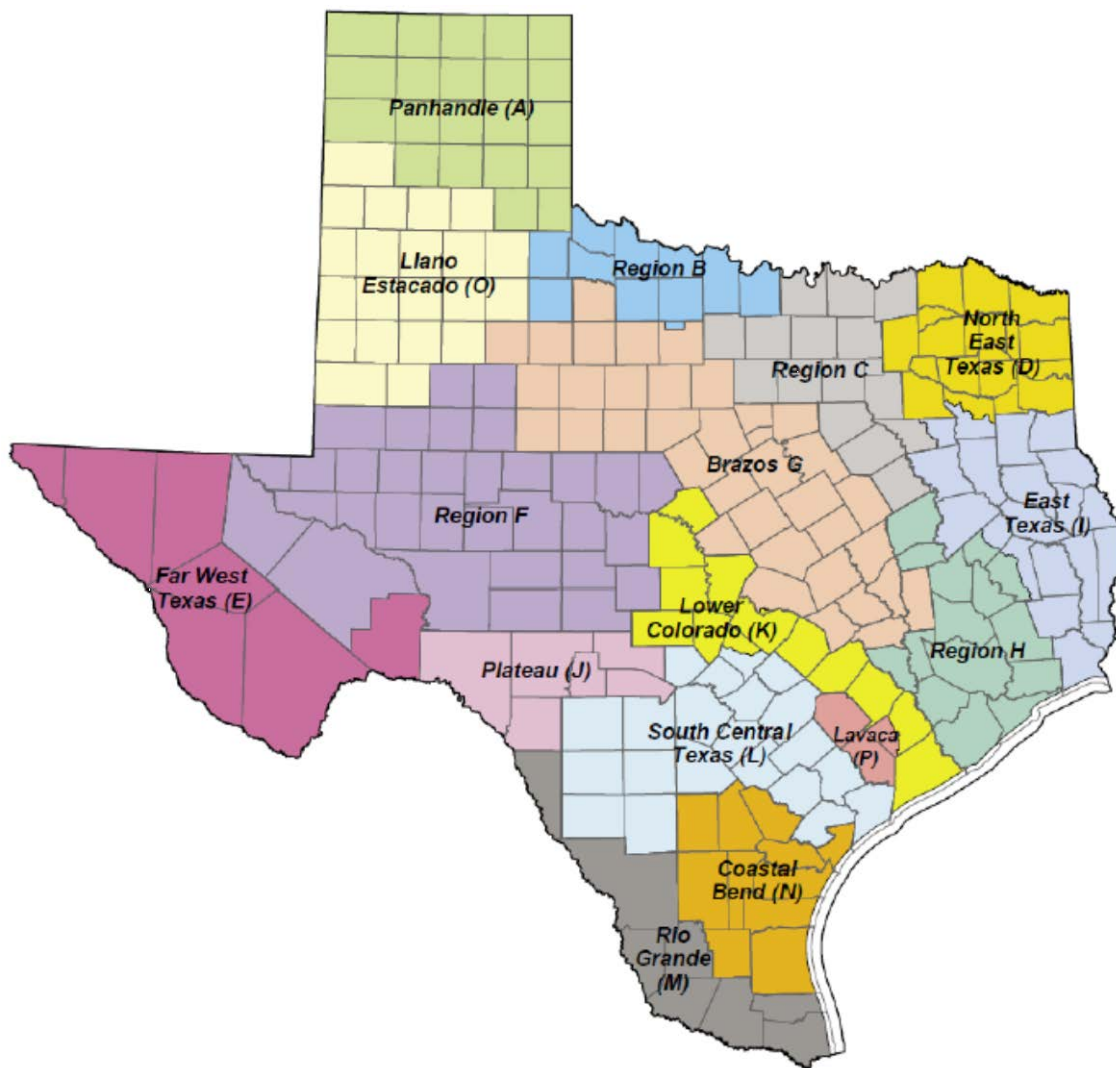 Panhandle (A)
Llano
Estacado (O)
Region B
North
East
Texas (D)
Region C
Brazos G
Region F
East
Texas (I)
Far West
Texas (E)
Lower
Colorado (K)
Region H
Plateau (J)
South Central
Texas (L)
Lavaca
(P)
Coastal
Bend (N)
Rio
Grande
(M)